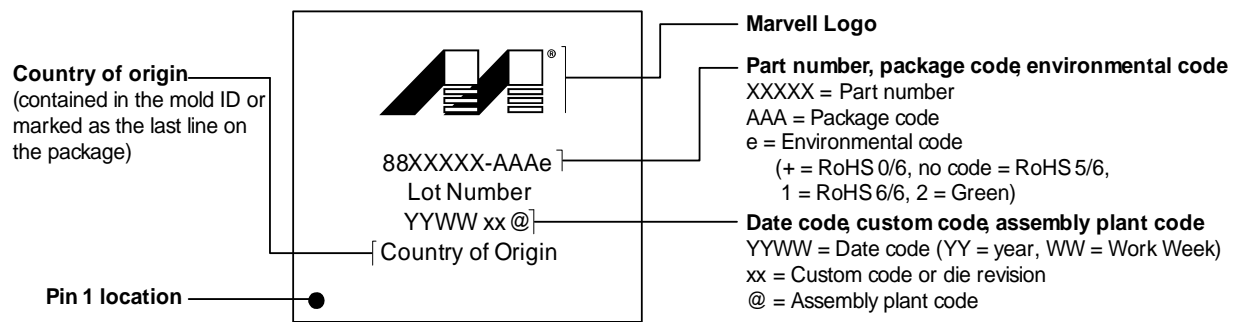 Marvell Logo
Country of origin
(contained in the mold ID or
marked as the last line on
the package)
®
Part number, package code, environmental code
XXXXX = Part number
AAA = Package code
e = Environmental code
(+ = RoHS 0/6, no code = RoHS 5/6,
1 = RoHS 6/6, 2 = Green)
88XXXXX-AAAe
Lot Number
YYWW xx @
Country of Origin
Date code, custom code, assembly plant code
YYWW = Date code (YY = year, WW = Work Week)
xx = Custom code or die revision
@ = Assembly plant code
Pin 1 location